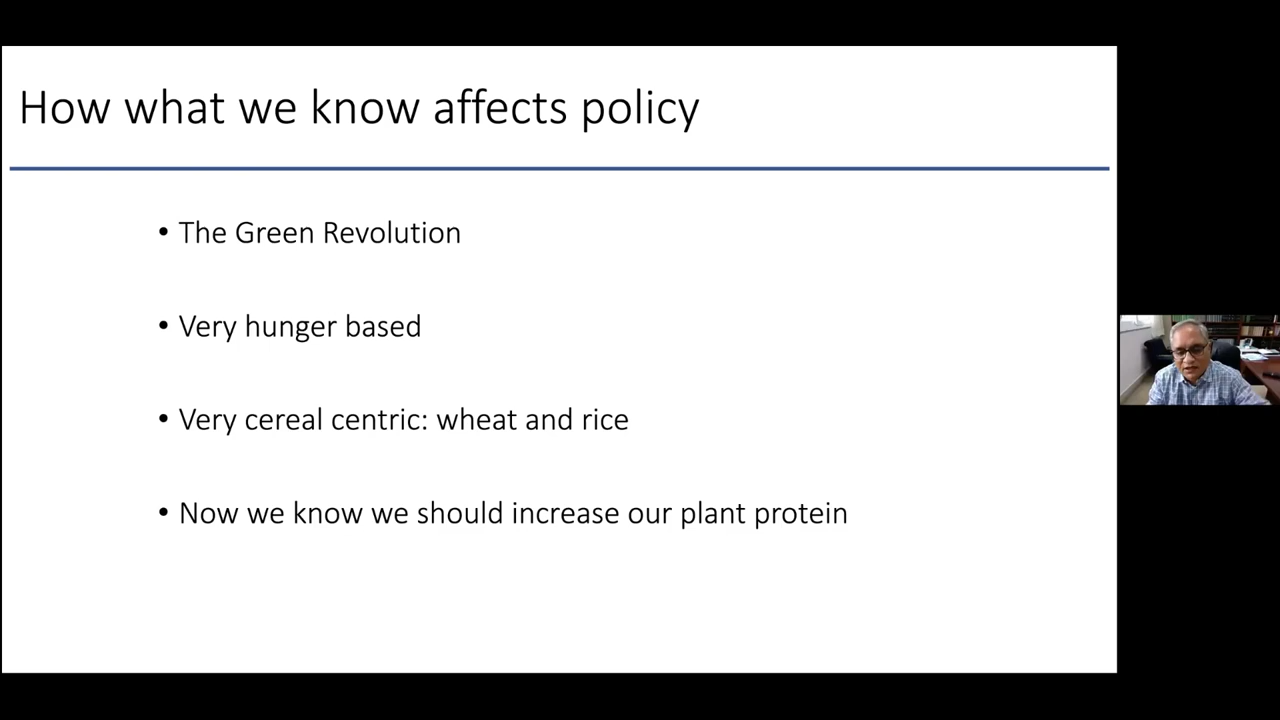 How what we know affects policy
• The Green Revolution
• Very hunger based
• Very cereal centric: wheat and rice
• Now we know we should increase our plant protein